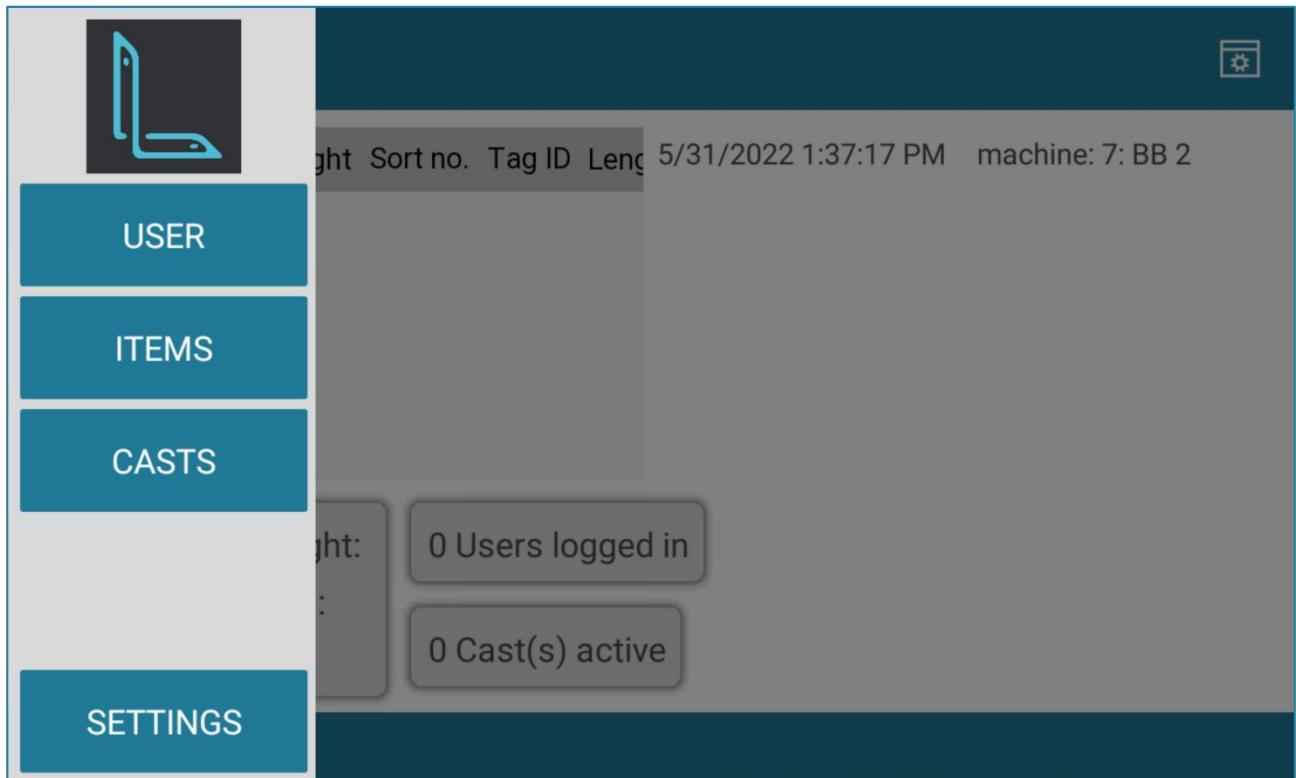 ght Sort no. Tag ID Leng 5/31/2022 1:37:17 PM machine: 7: BB 2
USER
ITEMS
CASTS
ght: 0 Users logged in
:
0 Cast(s) active
SETTINGS